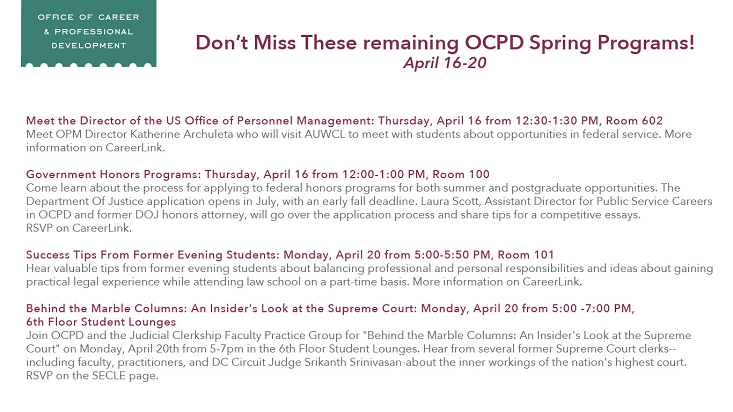 OFFICE OF CAREER
& PROFESSIONAL
DEVELOPMENT
Don't Miss These remaining OCPD Spring Programs!
April 16-20
Meet the Director of the US Office of Personnel Management: Thursday, April 16 from 12:30-1:30 PM, Room 602
Meet OPM Director Katherine Archuleta who will visit AUWCL to meet with students about opportunities in federal service. More
information on CareerLink.
Government Honors Programs: Thursday, April 16 from 12:00-1:00 PM, Room 100
Come learn about the process for applying to federal honors programs for both summer and postgraduate opportunities. The
Department Of Justice application opens in July, with an early fall deadline. Laura Scott, Assistant Director for Public Service Careers
in OCPD and former DOJ honors attorney, will go over the application process and share tips for a competitive essays.
RSVP on CareerLink.
Success Tips From Former Evening Students: Monday, April 20 from 5:00-5:50 PM, Room 101
Hear valuable tips from former evening students about balancing professional and personal responsibilities and ideas about gaining
practical legal experience while attending law school on a part-time basis. More information on CareerLink.
Behind the Marble Columns: An Insider's Look at the Supreme Court: Monday, April 20 from 5:00 -7:00 PM,
6th Floor Student Lounges
Join OCPD and the Judicial Clerkship Faculty Practice Group for "Behind the Marble Columns: An Insider's Look at the Supreme
Court" on Monday, April 20th from 5-7pm in the 6th Floor Student Lounges. Hear from several former Supreme Court clerks--
including faculty, practitioners, and DC Circuit Judge Srikanth Srinivasan-about the inner workings of the nation's highest court.
RSVP on the SECLE page.